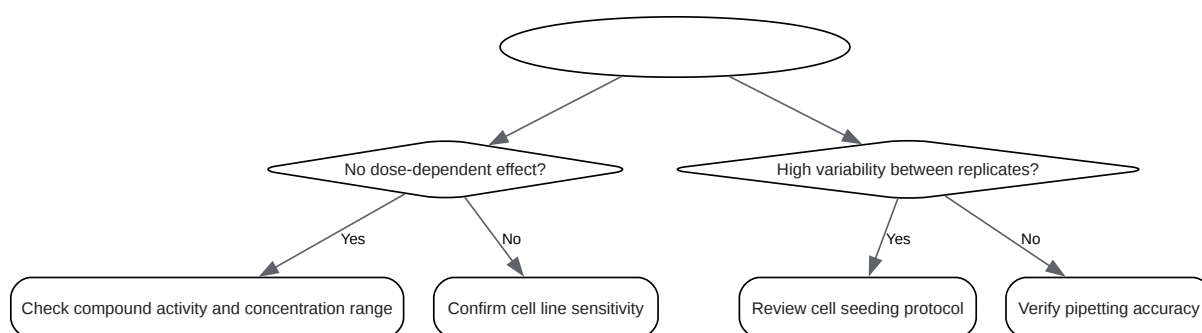 No dose-dependent effect?
High variability between replicates?
Yes
No
Yes
No
Check compound activity and concentration range
Confirm cell line sensitivity
Review cell seeding protocol
Verify pipetting accuracy